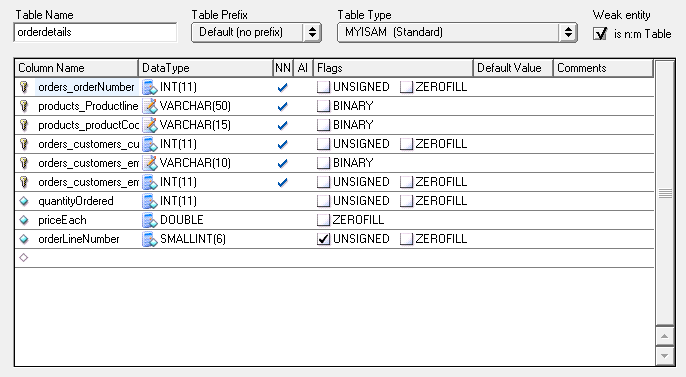 Table Name Table Prefix Table Type Weak entity
orderdetails Default (no prefix) MYISAM (Standard) is n:m Table
Column Name DataType NN AI Flags Default Value Comments
orders_orderNumber INT(11) UNSIGNED ZEROFILL
products_Productline VARCHAR(50) BINARY
products_productCoc VARCHAR(15) BINARY
orders_customers_cu INT(11) UNSIGNED ZEROFILL
orders_customers_em VARCHAR(10) BINARY
orders_customers_em INT(11) UNSIGNED ZEROFILL
quantityOrdered INT(11) UNSIGNED ZEROFILL
priceEach DOUBLE ZEROFILL
orderLineNumber SMALLINT(6) UNSIGNED ZEROFILL